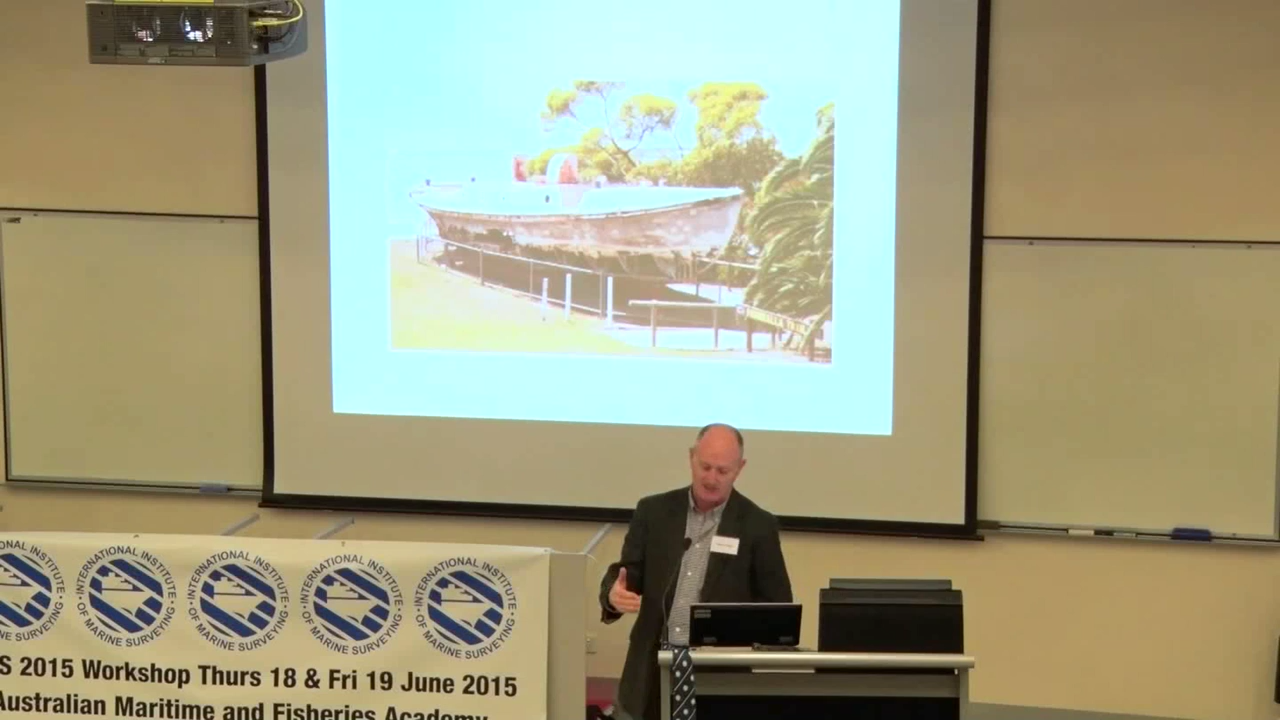 INTERNATIONAL INSTITUTE OF MARINE SURVEYING
INTERNATIONAL INSTITUTE OF MARINE SURVEYING
INTERNATIONAL INSTITUTE OF MARINE SURVEYING
INTERNATIONAL INSTITUTE OF MARINE SURVEYING
INTERNATIONAL INSTITUTE OF MARINE SURVEYING
S 2015 Workshop Thurs 18 & Fri 19 June 2015
Australian Maritime and Fisheries Academy